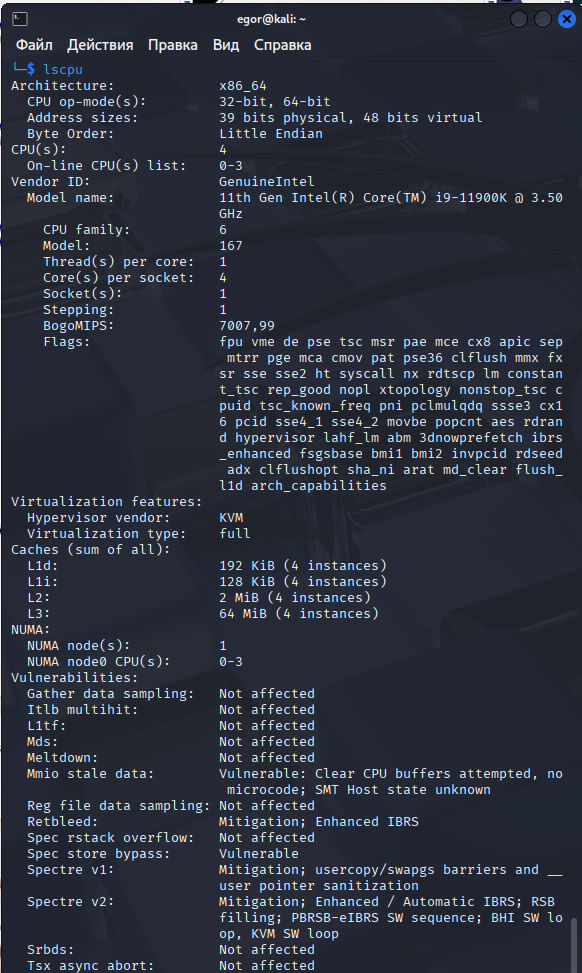 egor@kali: ~
Файл Действия Правка Вид Справка
└─$ lscpu
Architecture: x86_64
CPU op-mode(s): 32-bit, 64-bit
Address sizes: 39 bits physical, 48 bits virtual
Byte Order: Little Endian
CPU(s): 4
On-line CPU(s) list: 0-3
Vendor ID: GenuineIntel
Model name: 11th Gen Intel(R) Core(TM) i9-11900K @ 3.50
GHz
CPU family: 6
Model: 167
Thread(s) per core: 1
Core(s) per socket: 4
Socket(s): 1
Stepping: 1
BogoMIPS: 7007,99
Flags: fpu vme de pse tsc msr pae mce cx8 apic sep
mtrr pge mca cmov pat pse36 clflush mmx fx
sr sse sse2 ht syscall nx rdtscp lm constan
t_tsc rep_good nopl xtopology nonstop_tsc c
puid tsc_known_freq pni pclmulqdq ssse3 cx1
6 pcid sse4_1 sse4_2 movbe popcnt aes rdran
d hypervisor lahf_lm abm 3dnowprefetch ibrs
_enhanced fsgsbase bmi1 bmi2 invpcid rdseed
adx clflushopt sha_ni arat md_clear flush_
l1d arch_capabilities
Virtualization features:
Hypervisor vendor: KVM
Virtualization type: full
Caches (sum of all):
L1d: 192 KiB (4 instances)
L1i: 128 KiB (4 instances)
L2: 2 MiB (4 instances)
L3: 64 MiB (4 instances)
NUMA:
NUMA node(s): 1
NUMA node0 CPU(s): 0-3
Vulnerabilities:
Gather data sampling: Not affected
Itlb multihit: Not affected
L1tf: Not affected
Mds: Not affected
Meltdown: Not affected
Mmio stale data: Vulnerable: Clear CPU buffers attempted, no
microcode; SMT Host state unknown
Reg file data sampling: Not affected
Retbleed: Mitigation; Enhanced IBRS
Spec rstack overflow: Not affected
Spec store bypass: Vulnerable
Spectre v1: Mitigation; usercopy/swapgs barriers and __
user pointer sanitization
Spectre v2: Mitigation; Enhanced / Automatic IBRS; RSB
filling; PBRSB-eIBRS SW sequence; BHI SW lo
op, KVM SW loop
Srbds: Not affected
Tsx async abort: Not affected